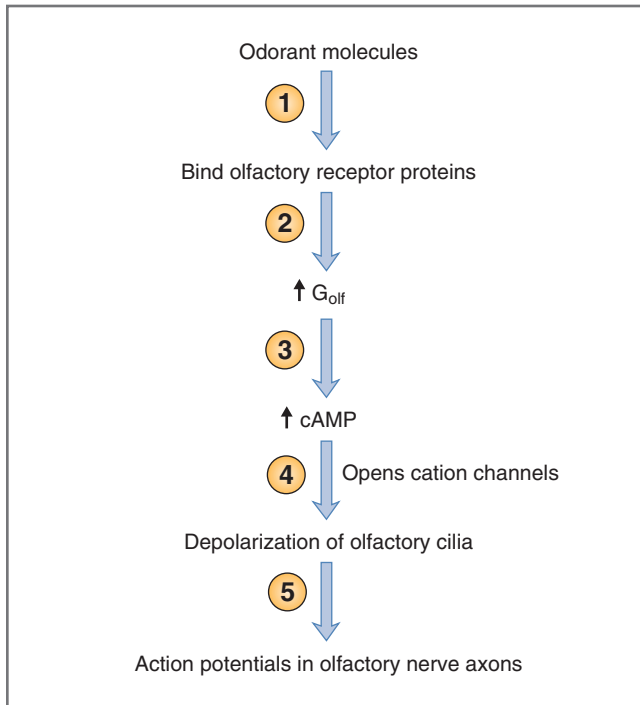 Odorant molecules
1
Bind olfactory receptor proteins
2
↑ Golf
3
↑ cAMP
4 Opens cation channels
Depolarization of olfactory cilia
5
Action potentials in olfactory nerve axons